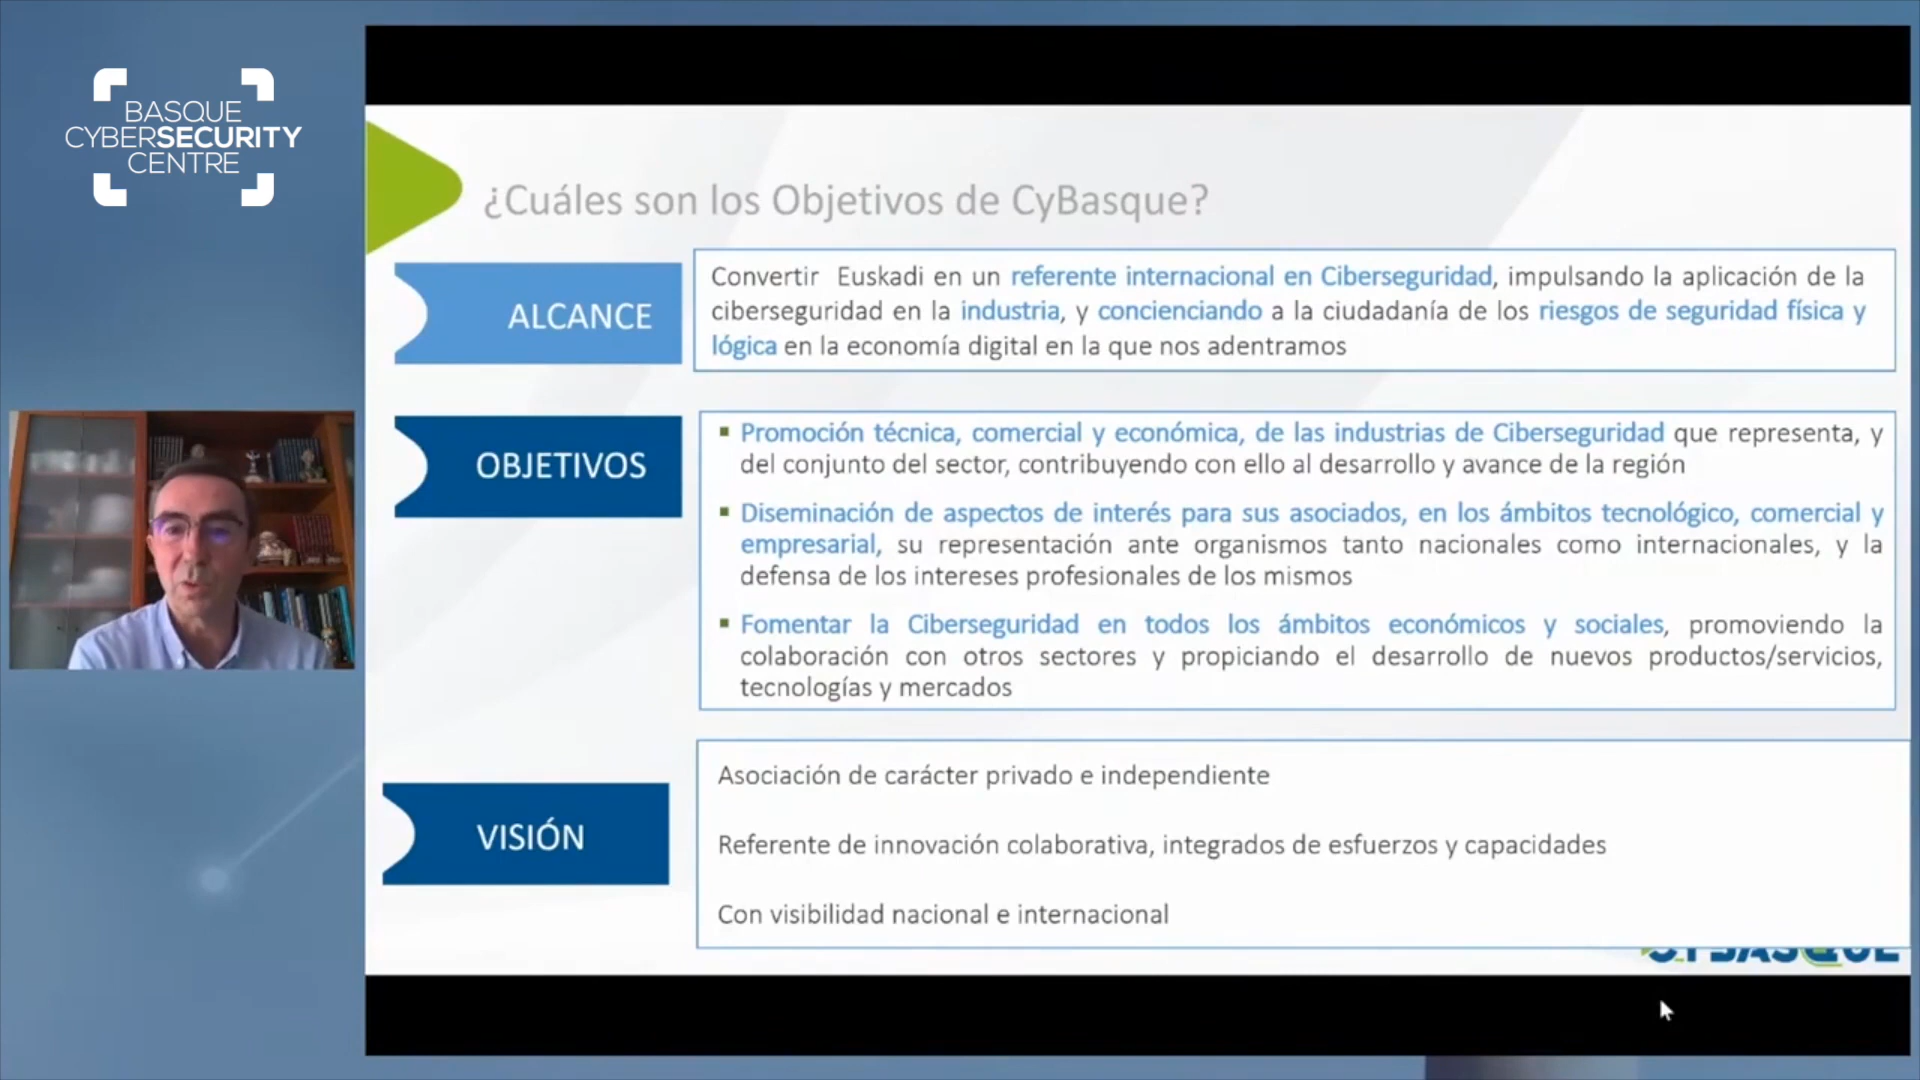 BASQUE
CYBERSECURITY
CENTRE
¿Cuáles son los Objetivos de CyBasque?
ALCANCE
Convertir Euskadi en un referente internacional en Ciberseguridad, impulsando la aplicación de la
ciberseguridad en la industria, y concienciando a la ciudadanía de los riesgos de seguridad física y
lógica en la economía digital en la que nos adentramos
OBJETIVOS
▪ Promoción técnica, comercial y económica, de las industrias de Ciberseguridad que representa, y
del conjunto del sector, contribuyendo con ello al desarrollo y avance de la región
▪ Diseminación de aspectos de interés para sus asociados, en los ámbitos tecnológico, comercial y
empresarial, su representación ante organismos tanto nacionales como internacionales, y la
defensa de los intereses profesionales de los mismos
▪ Fomentar la Ciberseguridad en todos los ámbitos económicos y sociales, promoviendo la
colaboración con otros sectores y propiciando el desarrollo de nuevos productos/servicios,
tecnologías y mercados
VISIÓN
Asociación de carácter privado e independiente
Referente de innovación colaborativa, integrados de esfuerzos y capacidades
Con visibilidad nacional e internacional
CYBASQUE